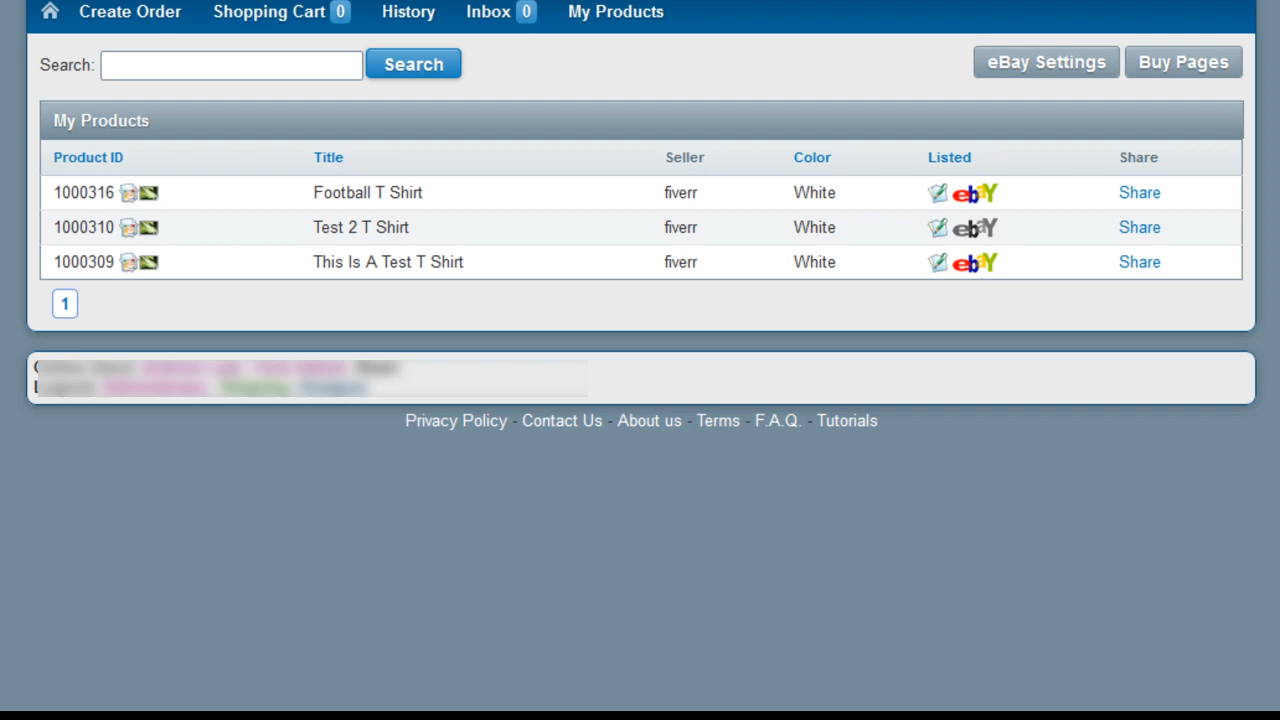 Create Order Shopping Cart 0 History Inbox 0 My Products
Search: Search eBay Settings Buy Pages
My Products
Product ID Title Seller Color Listed Share
1000316 Football T Shirt fiverr White ebaY Share
1000310 Test 2 T Shirt fiverr White ebaY Share
1000309 This Is A Test T Shirt fiverr White ebaY Share
1
Privacy Policy - Contact Us - About us - Terms - F.A.Q. - Tutorials